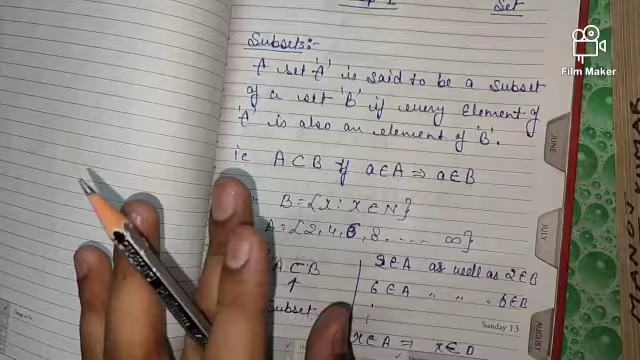 Set
Film Maker
Subsets:-
A set 'A' is said to be a subset
of a set 'B' if every element of
'A' is also an element of 'B'.
ie A⊂B if a∈A ⇒ a∈B
B={x: x∈N}
A={2,4,6,8,.... ∞}
A⊂B
↑
Subset
2∈A as well as 2∈B
6∈A " " " 6∈B
x∈A ⇒ x∈B
Sunday 13
JUNE
JULY
AUGUST